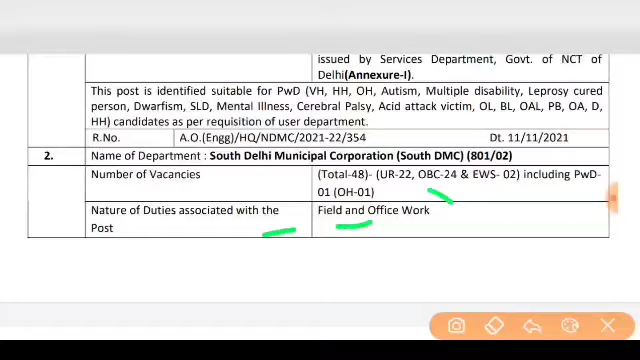 issued by Services Department, Govt. of NCT of
Delhi(Annexure-I).
This post is identified suitable for PwD (VH, HH, OH, Autism, Multiple disability, Leprosy cured
person, Dwarfism, SLD, Mental Illness, Cerebral Palsy, Acid attack victim, OL, BL, OAL, PB, OA, D,
HH) candidates as per requisition of user department.
R.No. A.O.(Engg)/HQ/NDMC/2021-22/354 Dt. 11/11/2021
2. Name of Department : South Delhi Municipal Corporation (South DMC) (801/02)
Number of Vacancies (Total-48)- (UR-22, OBC-24 & EWS- 02) including PwD-
01 (OH-01)
Nature of Duties associated with the Field and Office Work
Post